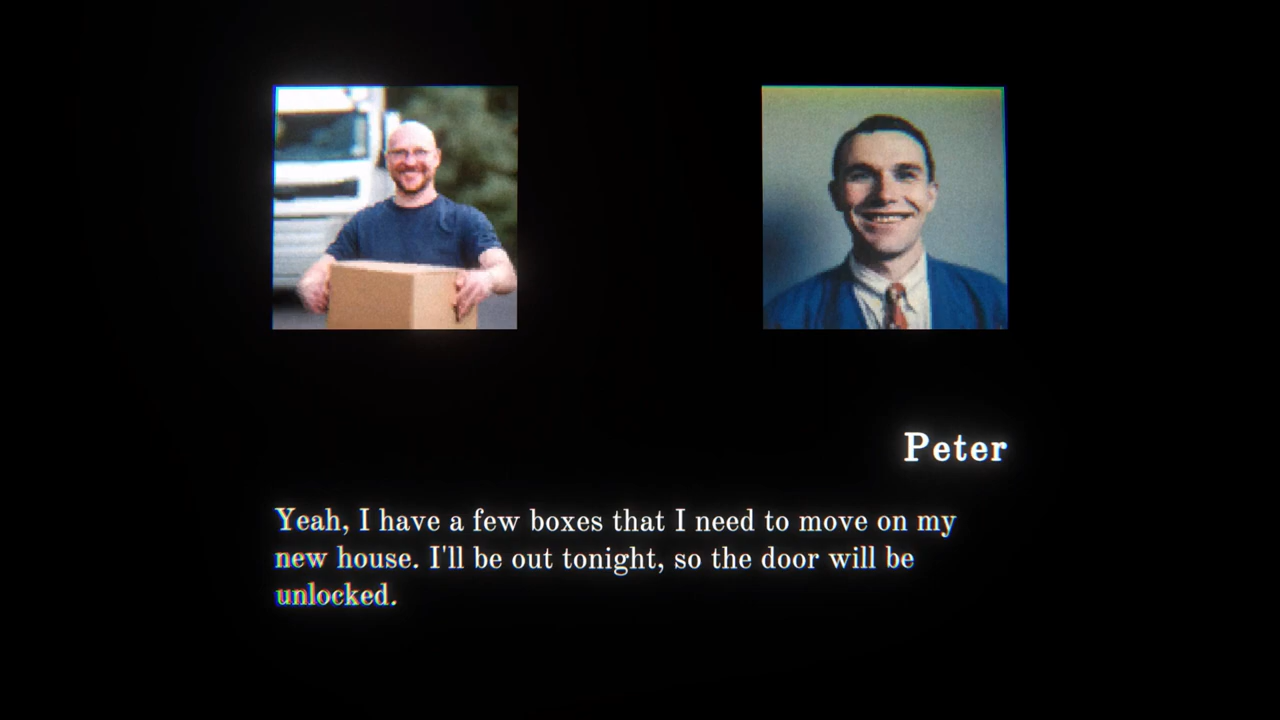 Peter
Yeah, I have a few boxes that I need to move on my
new house. I'll be out tonight, so the door will be
unlocked.